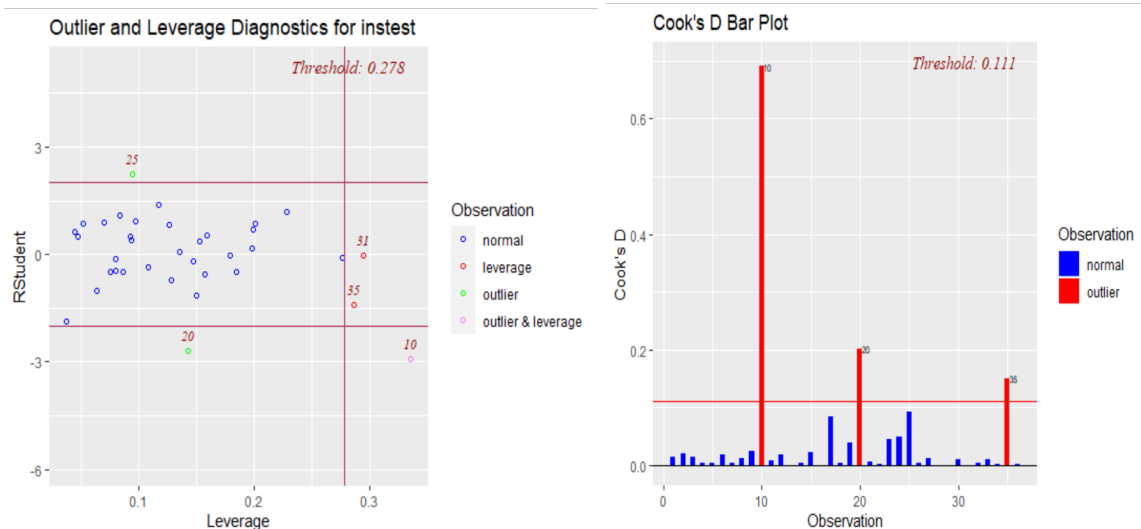 Outlier and Leverage Diagnostics for instest
Threshold: 0.278
3
0
-3
-6
RStudent
25
31
35
20
10
0.1
0.2
0.3
Leverage
Observation
normal
leverage
outlier
outlier & leverage
Cook's D Bar Plot
Threshold: 0.111
0.6
0.4
0.2
0.0
Cook's D
10
20
35
0
10
20
30
Observation
Observation
normal
outlier